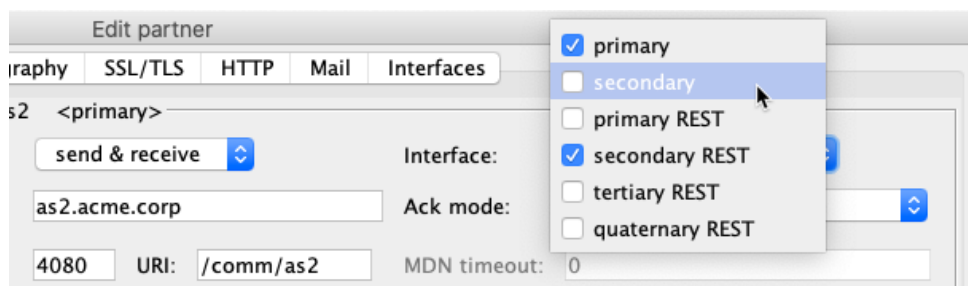 Edit partner
raphy SSL/TLS HTTP Mail Interfaces
s2 <primary>
send & receive Interface:
as2.acme.corp Ack mode:
4080 URI: /comm/as2 MDN timeout: 0
primary
secondary
primary REST
secondary REST
tertiary REST
quaternary REST